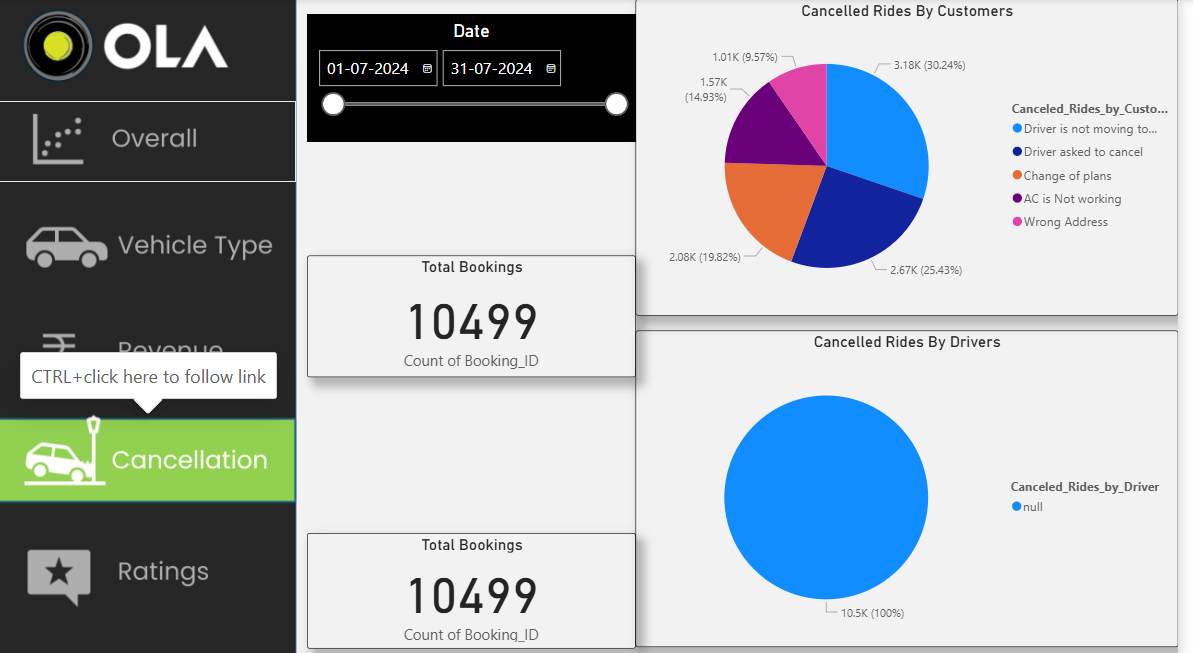 OLA
Overall
Vehicle Type
Revenue
CTRL+click here to follow link
Cancellation
Ratings
Date
01-07-2024
31-07-2024
Total Bookings
10499
Count of Booking_ID
Total Bookings
10499
Count of Booking_ID
Cancelled Rides By Customers
1.01K (9.57%)
3.18K (30.24%)
1.57K
(14.93%)
2.08K (19.82%)
2.67K (25.43%)
Canceled_Rides_by_Custo...
Driver is not moving to...
Driver asked to cancel
Change of plans
AC is Not working
Wrong Address
Cancelled Rides By Drivers
10.5K (100%)
Canceled_Rides_by_Driver
null